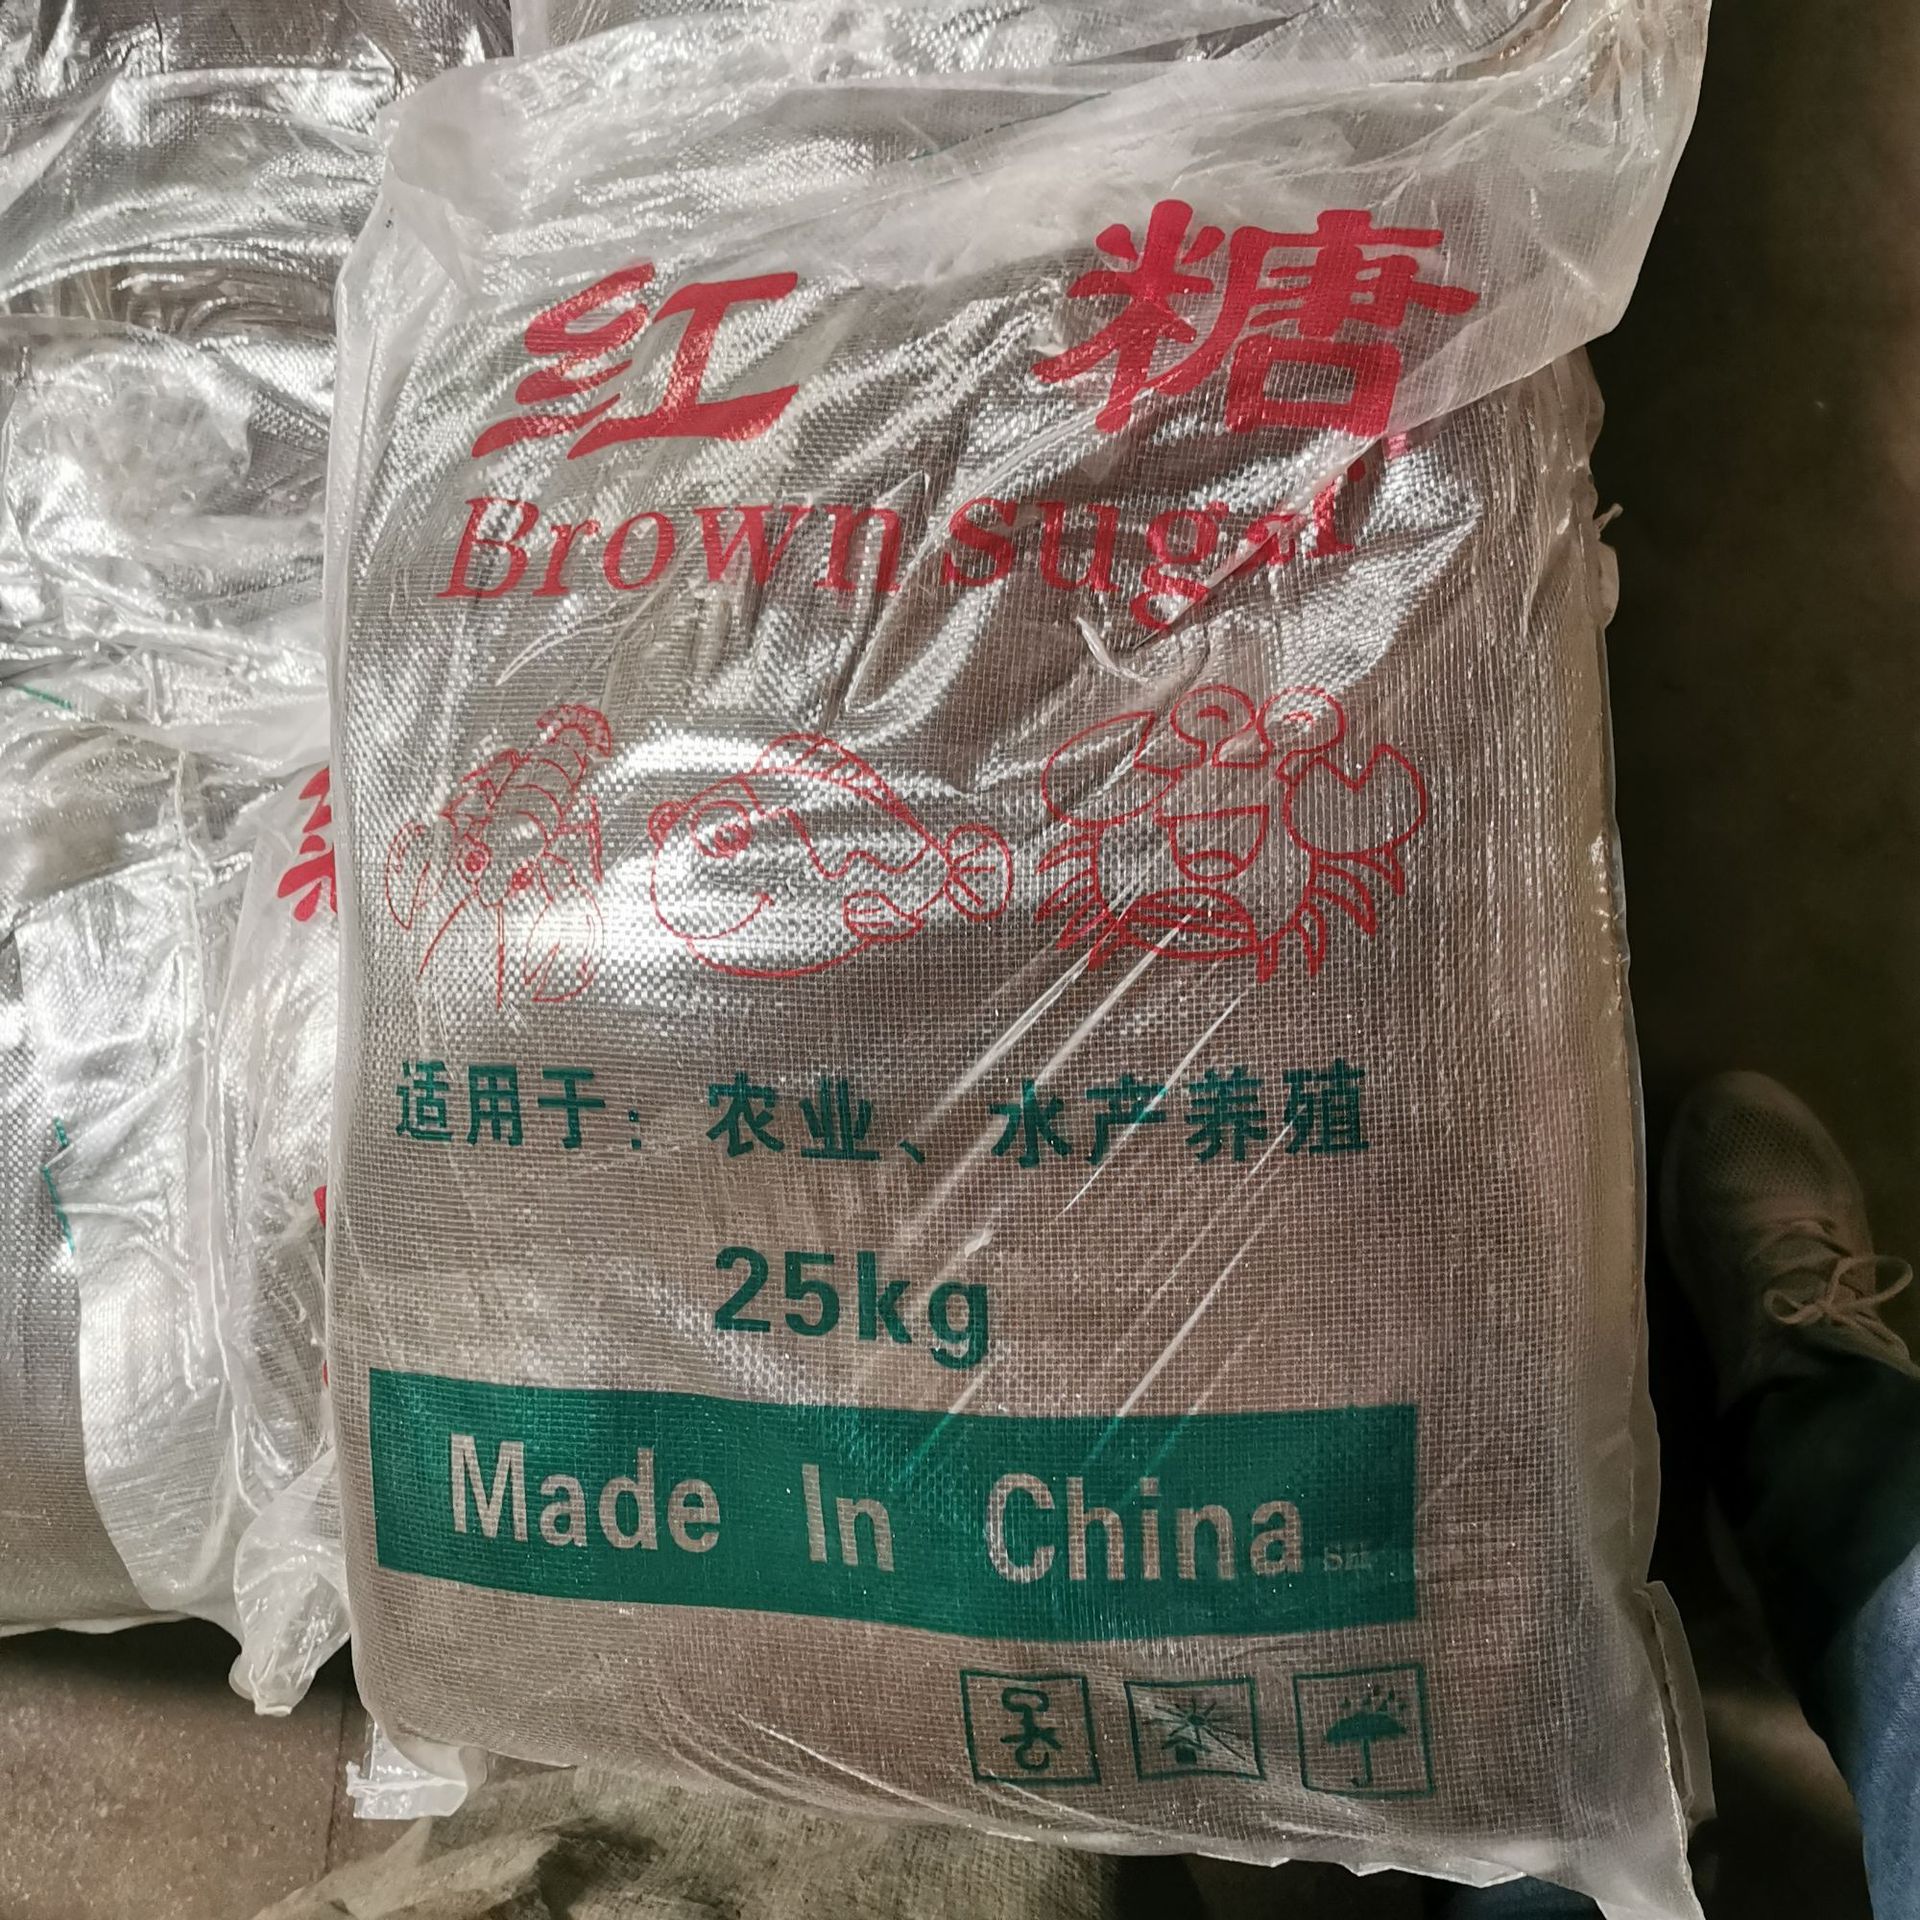 红糖
Brown sugar
适用于：农业、水产养殖
25kg
Made In China